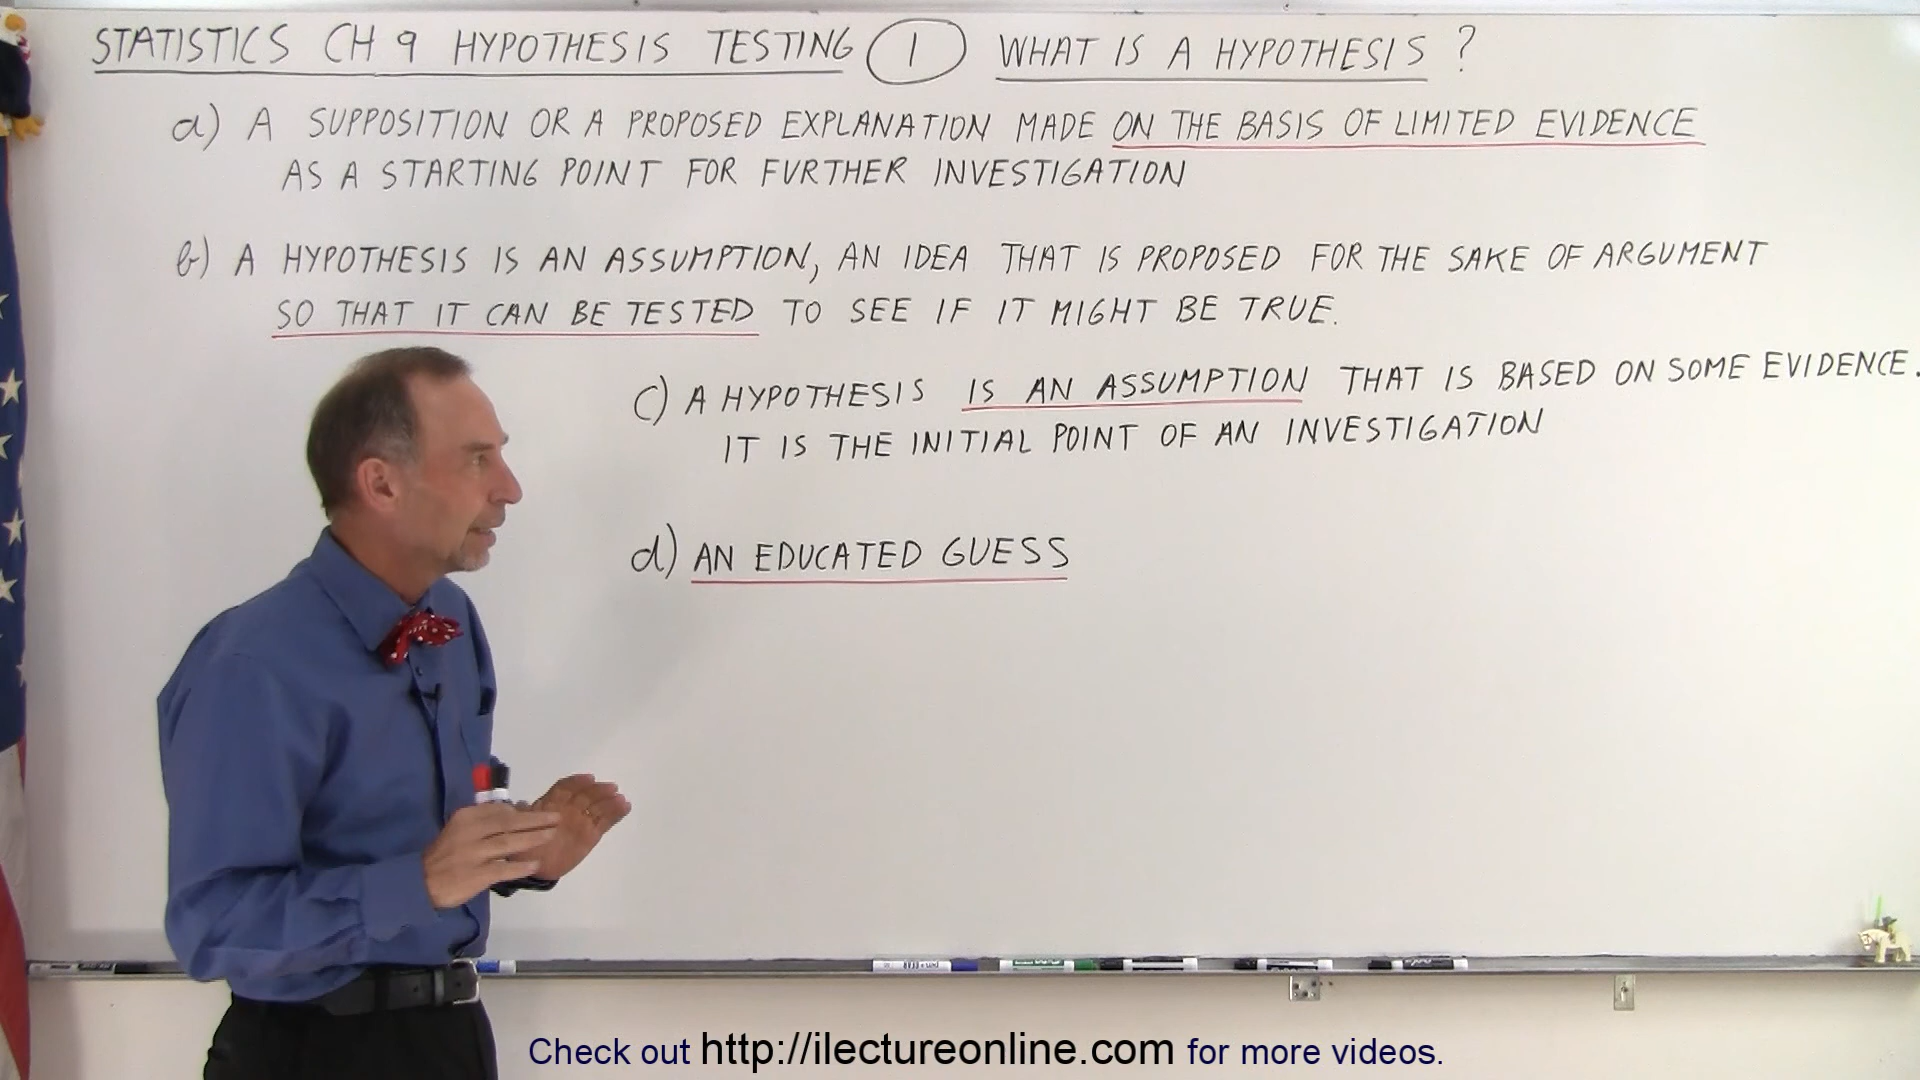 STATISTICS CH 9 HYPOTHESIS TESTING 1 WHAT IS A HYPOTHESIS ?
a) A SUPPOSITION OR A PROPOSED EXPLANATION MADE ON THE BASIS OF LIMITED EVIDENCE
AS A STARTING POINT FOR FURTHER INVESTIGATION
b) A HYPOTHESIS IS AN ASSUMPTION, AN IDEA THAT IS PROPOSED FOR THE SAKE OF ARGUMENT
SO THAT IT CAN BE TESTED TO SEE IF IT MIGHT BE TRUE.
c) A HYPOTHESIS IS AN ASSUMPTION THAT IS BASED ON SOME EVIDENCE.
IT IS THE INITIAL POINT OF AN INVESTIGATION
d) AN EDUCATED GUESS
Check out http://ilectureonline.com for more videos.